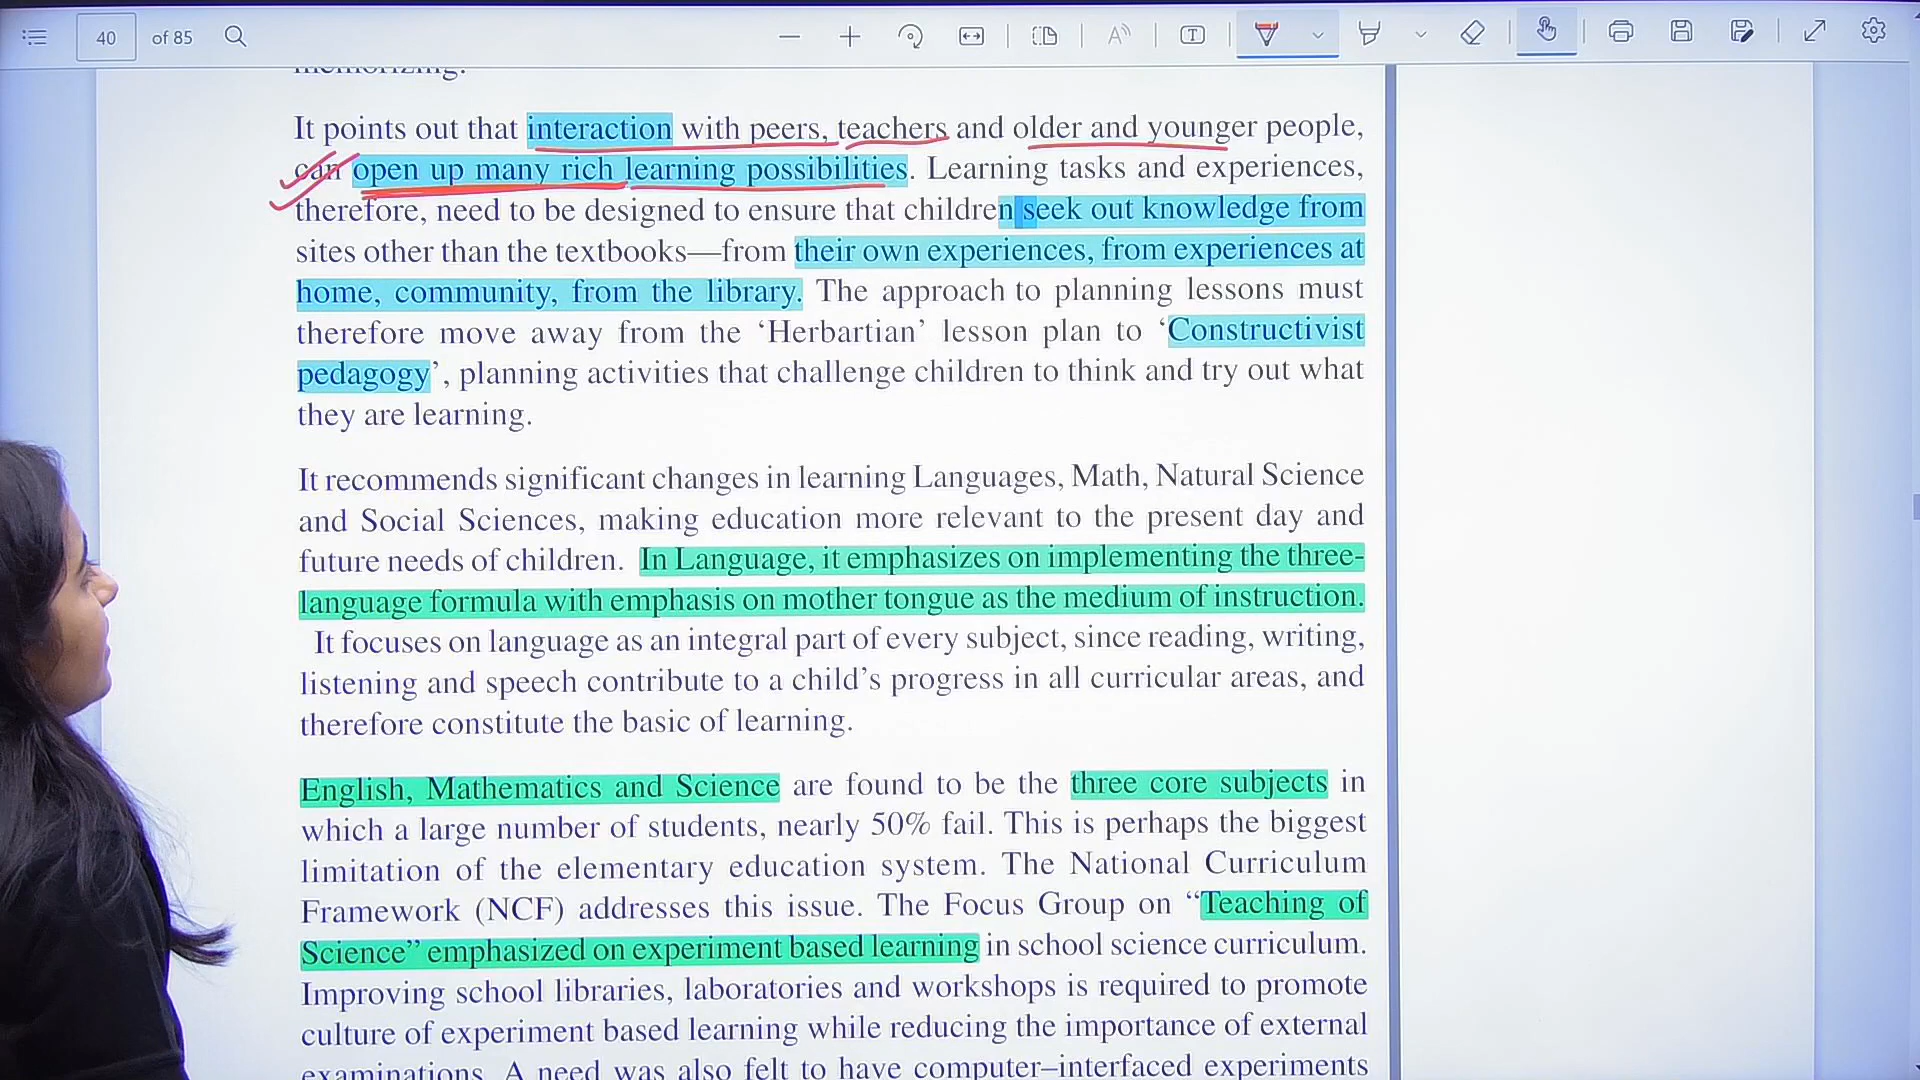 40 of 85
memorizing.
It points out that interaction with peers, teachers and older and younger people,
can open up many rich learning possibilities. Learning tasks and experiences,
therefore, need to be designed to ensure that children seek out knowledge from
sites other than the textbooks—from their own experiences, from experiences at
home, community, from the library. The approach to planning lessons must
therefore move away from the ‘Herbartian’ lesson plan to ‘Constructivist
pedagogy’, planning activities that challenge children to think and try out what
they are learning.
It recommends significant changes in learning Languages, Math, Natural Science
and Social Sciences, making education more relevant to the present day and
future needs of children. In Language, it emphasizes on implementing the three-
language formula with emphasis on mother tongue as the medium of instruction.
It focuses on language as an integral part of every subject, since reading, writing,
listening and speech contribute to a child’s progress in all curricular areas, and
therefore constitute the basic of learning.
English, Mathematics and Science are found to be the three core subjects in
which a large number of students, nearly 50% fail. This is perhaps the biggest
limitation of the elementary education system. The National Curriculum
Framework (NCF) addresses this issue. The Focus Group on “Teaching of
Science” emphasized on experiment based learning in school science curriculum.
Improving school libraries, laboratories and workshops is required to promote
culture of experiment based learning while reducing the importance of external
examinations. A need was also felt to have computer–interfaced experiments